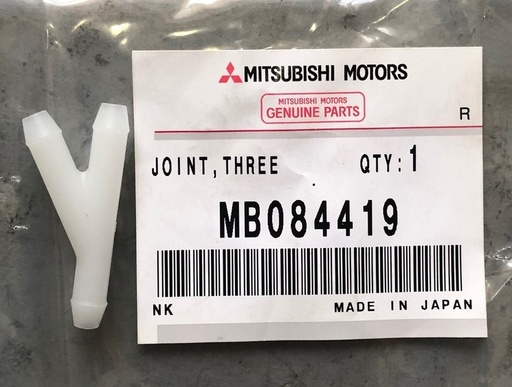 MITSUBISHI MOTORS
MITSUBISHI MOTORS
GENUINE PARTS
R
JOINT, THREE QTY: 1
MB084419
NK MADE IN JAPAN